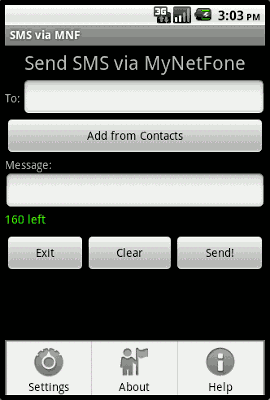 3G 3:03 PM
SMS via MNF
Send SMS via MyNetFone
To:
Add from Contacts
Message:
160 left
Exit Clear Send!
Settings About Help